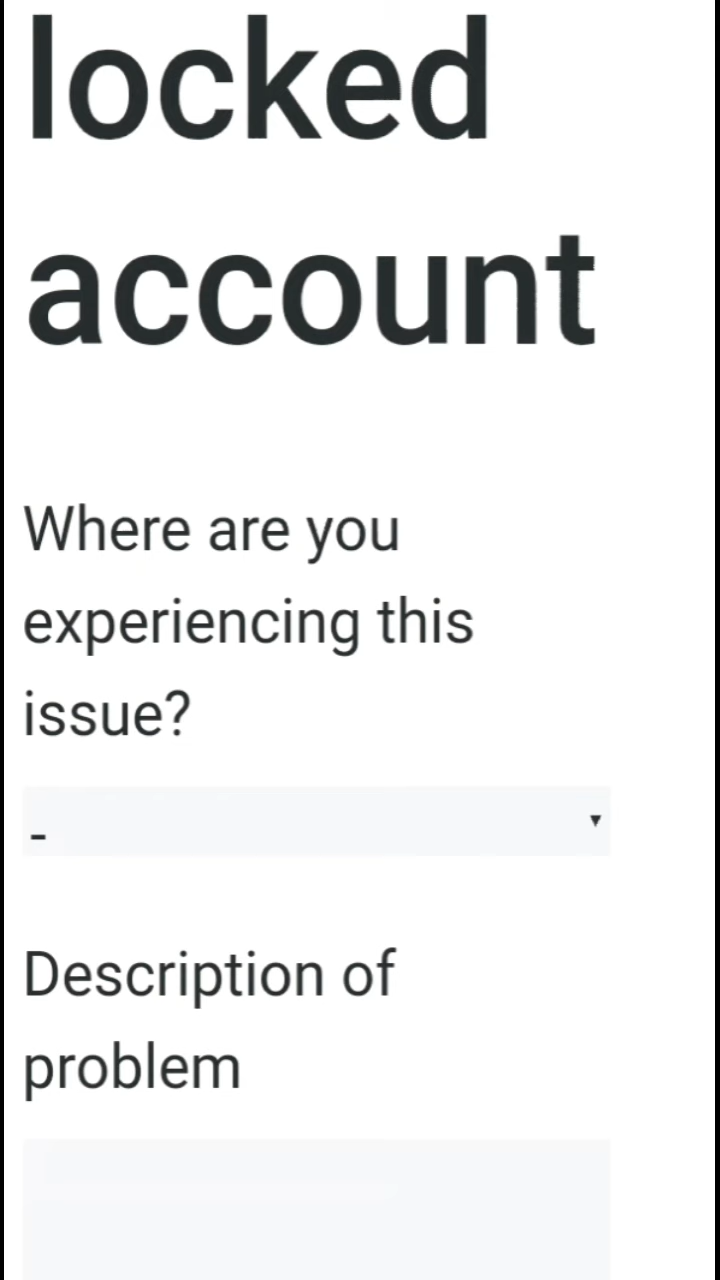 locked
account
Where are you
experiencing this
issue?
-
Description of
problem